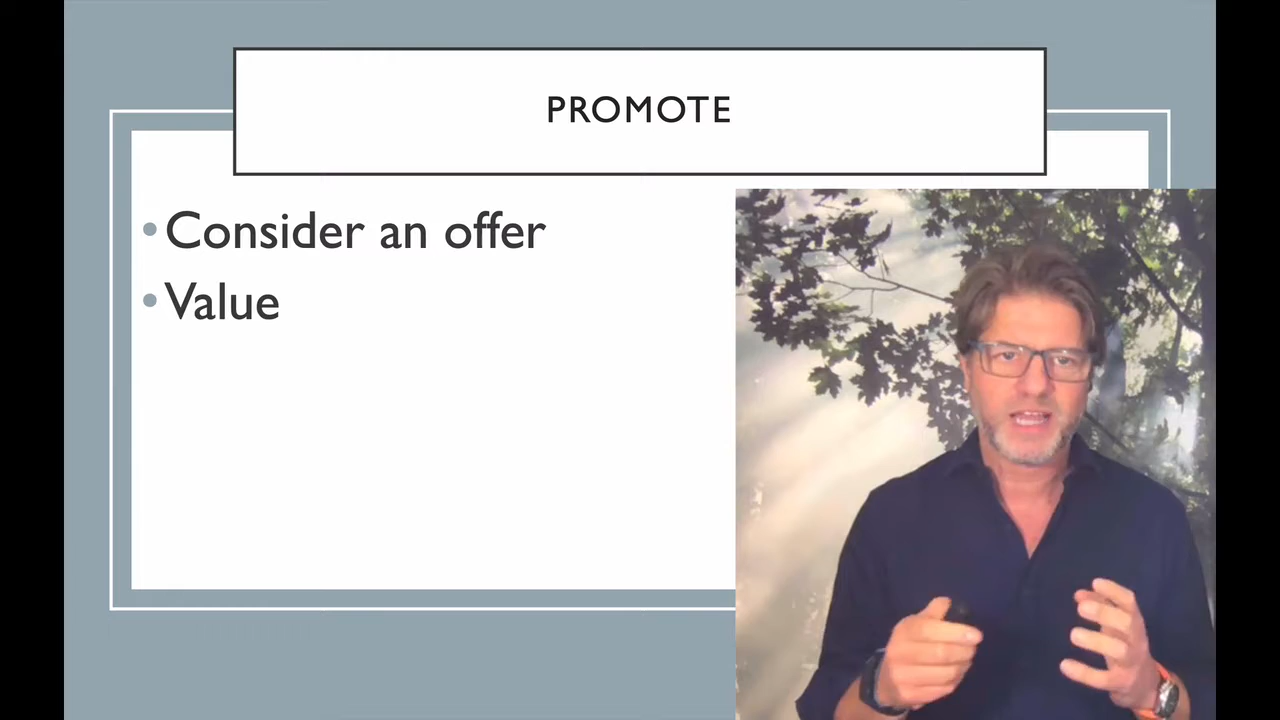 PROMOTE
• Consider an offer
• Value